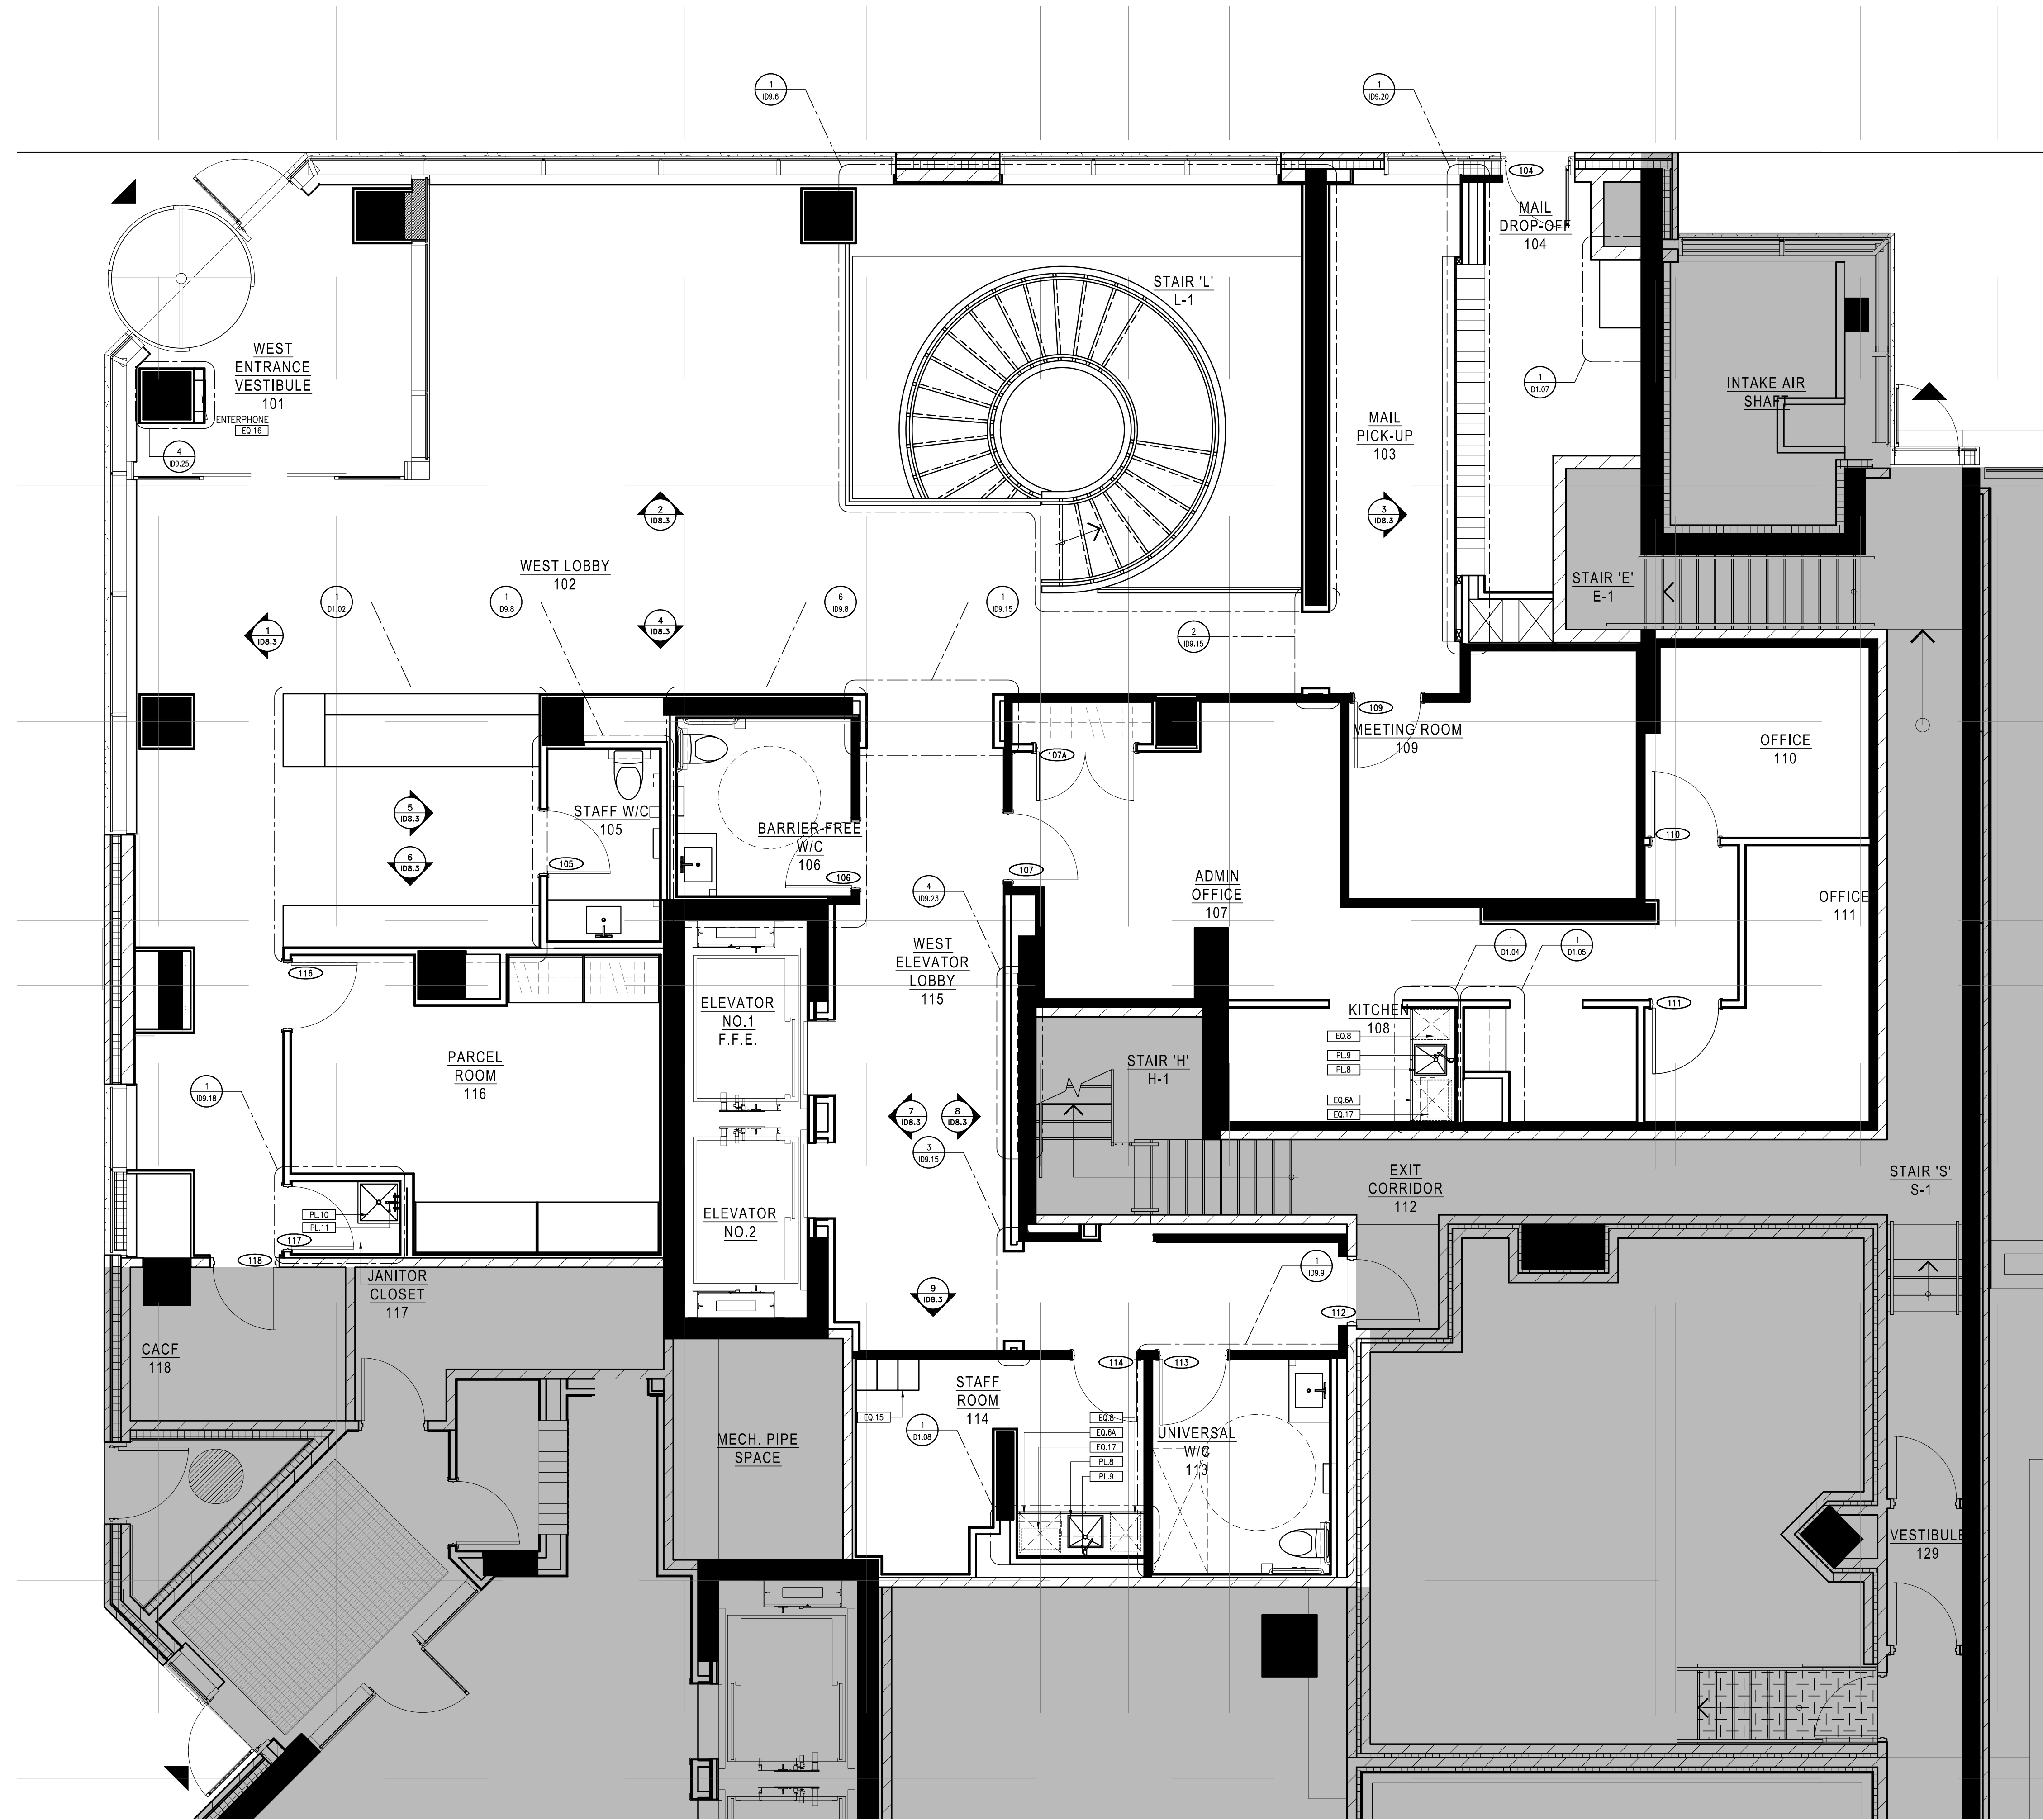 1
ID9.6
1
ID9.20
104
MAIL
DROP-OFF
104
STAIR 'L'
L-1
WEST
ENTRANCE
VESTIBULE
101
ENTERPHONE
EQ.16
4
ID9.25
1
D1.07
INTAKE AIR
SHAFT
MAIL
PICK-UP
103
2
ID8.3
3
ID8.3
WEST LOBBY
102
STAIR 'E'
E-1
1
D1.02
1
ID9.8
6
ID9.8
1
ID9.15
1
ID8.3
4
ID8.3
2
ID9.15
109
MEETING ROOM
109
107A
OFFICE
110
5
ID8.3
STAFF W/C
105
6
ID8.3
105
BARRIER-FREE
W/C
106
106
107
110
ADMIN
OFFICE
107
4
ID9.23
OFFICE
111
WEST
ELEVATOR
LOBBY
115
1
D1.04
1
D1.05
116
ELEVATOR
NO.1
F.F.E.
111
KITCHEN
108
EQ.8
PL.9
PL.8
EQ.6A
EQ.17
PARCEL
ROOM
116
STAIR 'H'
H-1
1
ID9.18
7
ID8.3
8
ID8.3
3
ID9.15
EXIT
CORRIDOR
112
STAIR 'S'
S-1
PL.10
PL.11
117
118
ELEVATOR
NO.2
JANITOR
CLOSET
117
1
ID9.9
9
ID8.3
112
CACF
118
114
113
STAFF
ROOM
114
EQ.15
1
D1.08
EQ.8
EQ.6A
EQ.17
PL.8
PL.9
UNIVERSAL
W/C
113
MECH. PIPE
SPACE
VESTIBULE
129